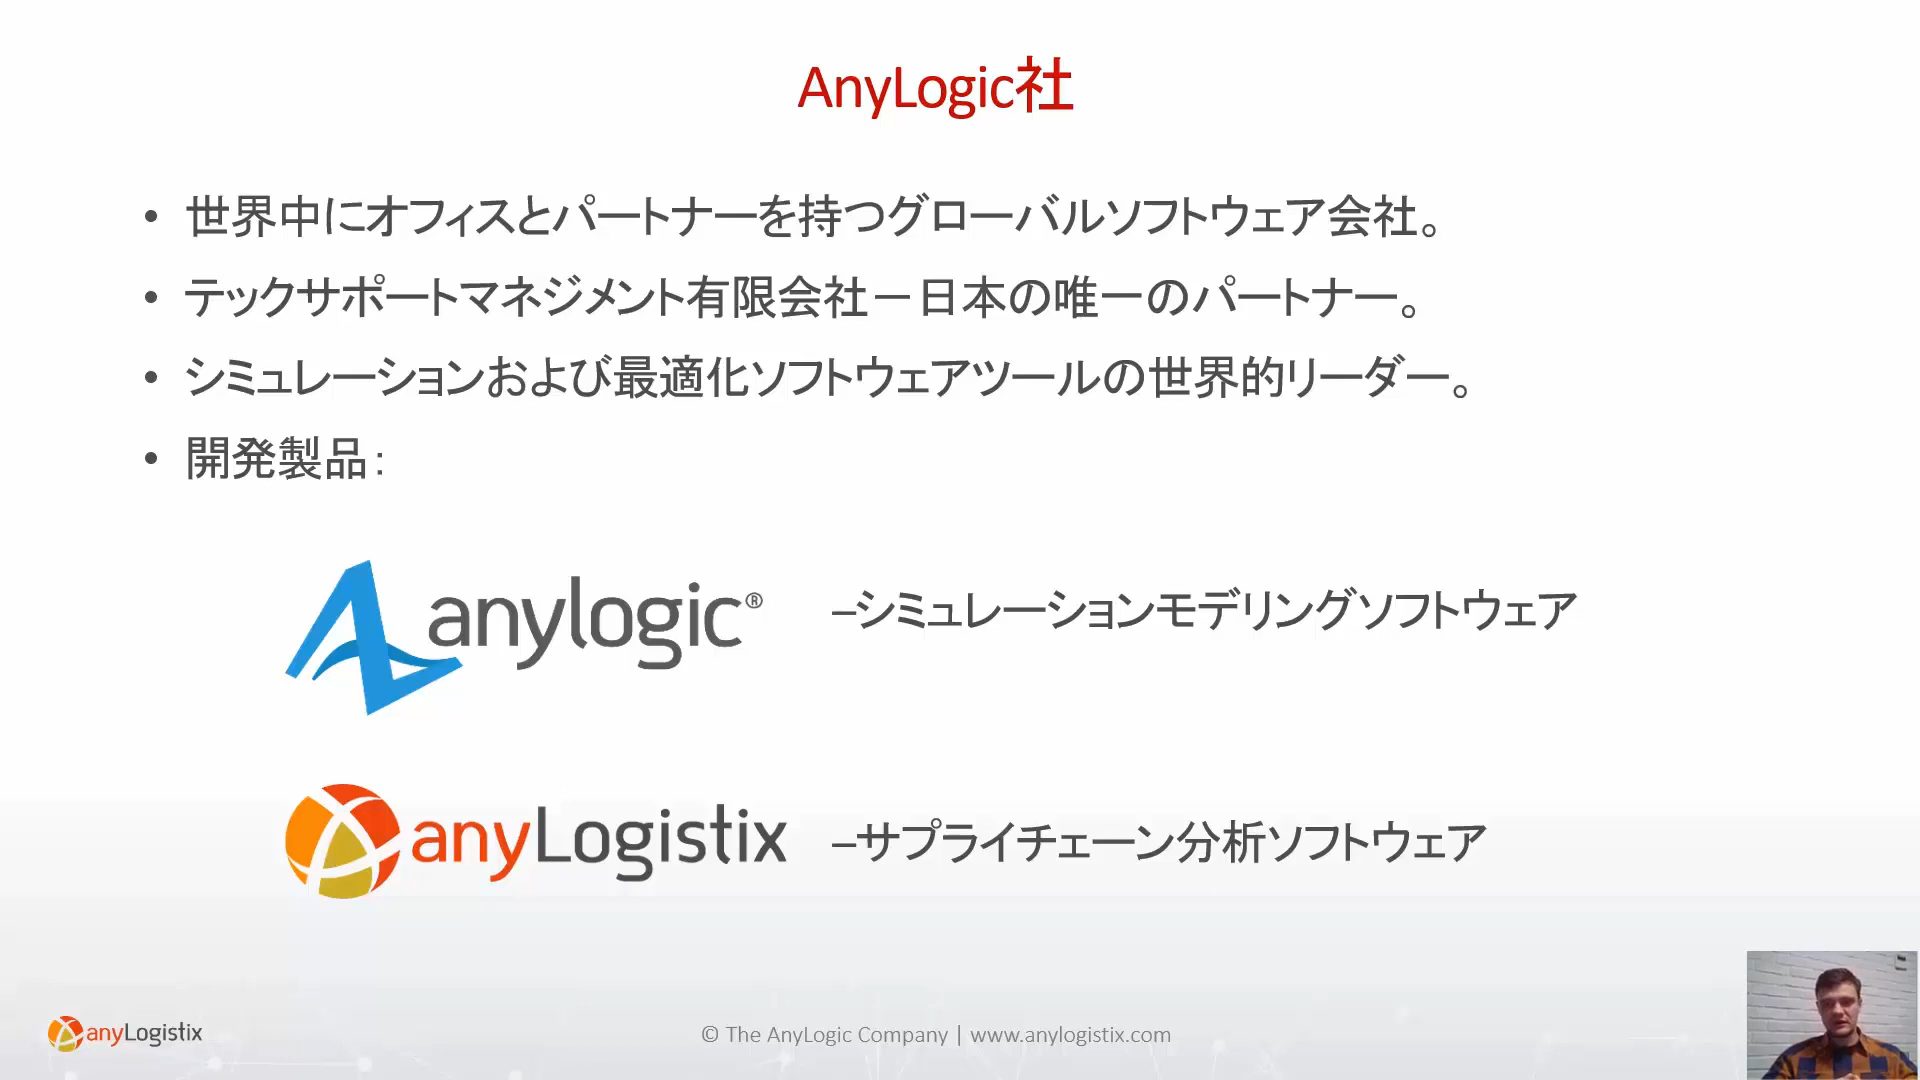 AnyLogic社
• 世界中にオフィスとパートナーを持つグローバルソフトウェア会社。
• テックサポートマネジメント有限会社－日本の唯一のパートナー。
• シミュレーションおよび最適化ソフトウェアツールの世界的リーダー。
• 開発製品：
anylogic®
–シミュレーションモデリングソフトウェア
anyLogistix
–サプライチェーン分析ソフトウェア
anyLogistix
© The AnyLogic Company | www.anylogistix.com